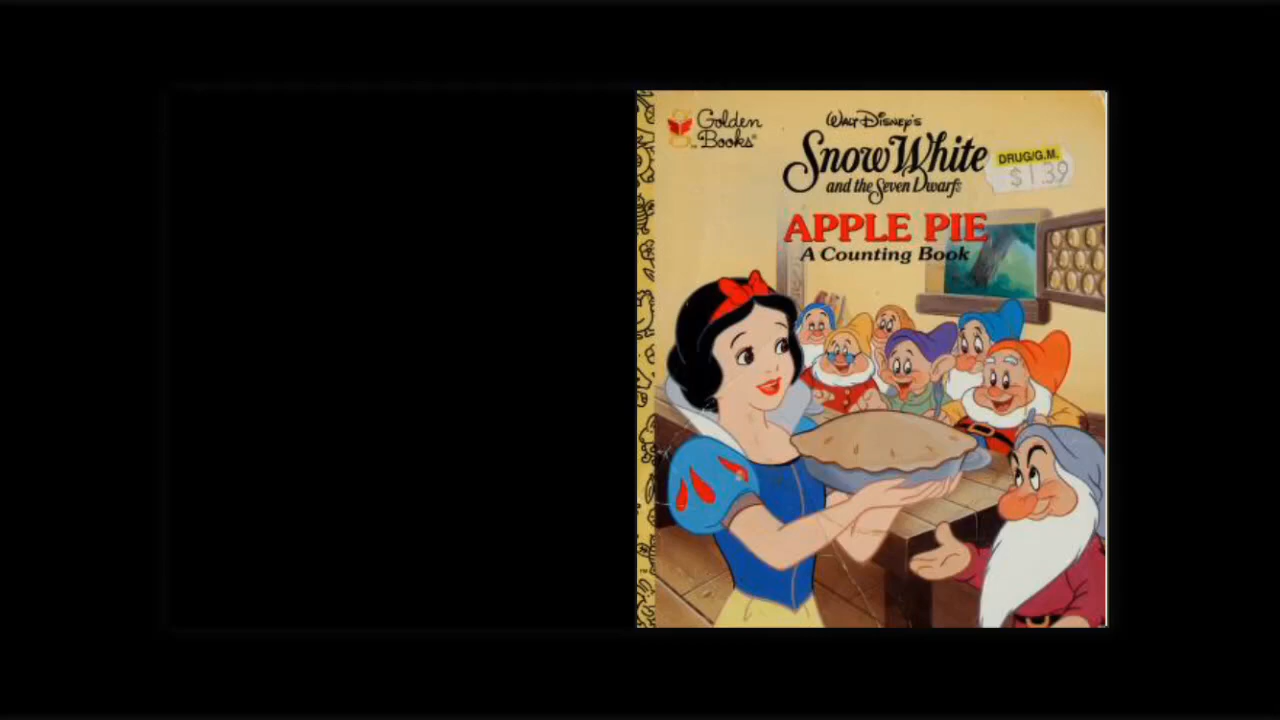 Golden
Books®
WALT DISNEY'S
Snow White
and the Seven Dwarfs
DRUG/G.M.
$1.39
APPLE PIE
A Counting Book